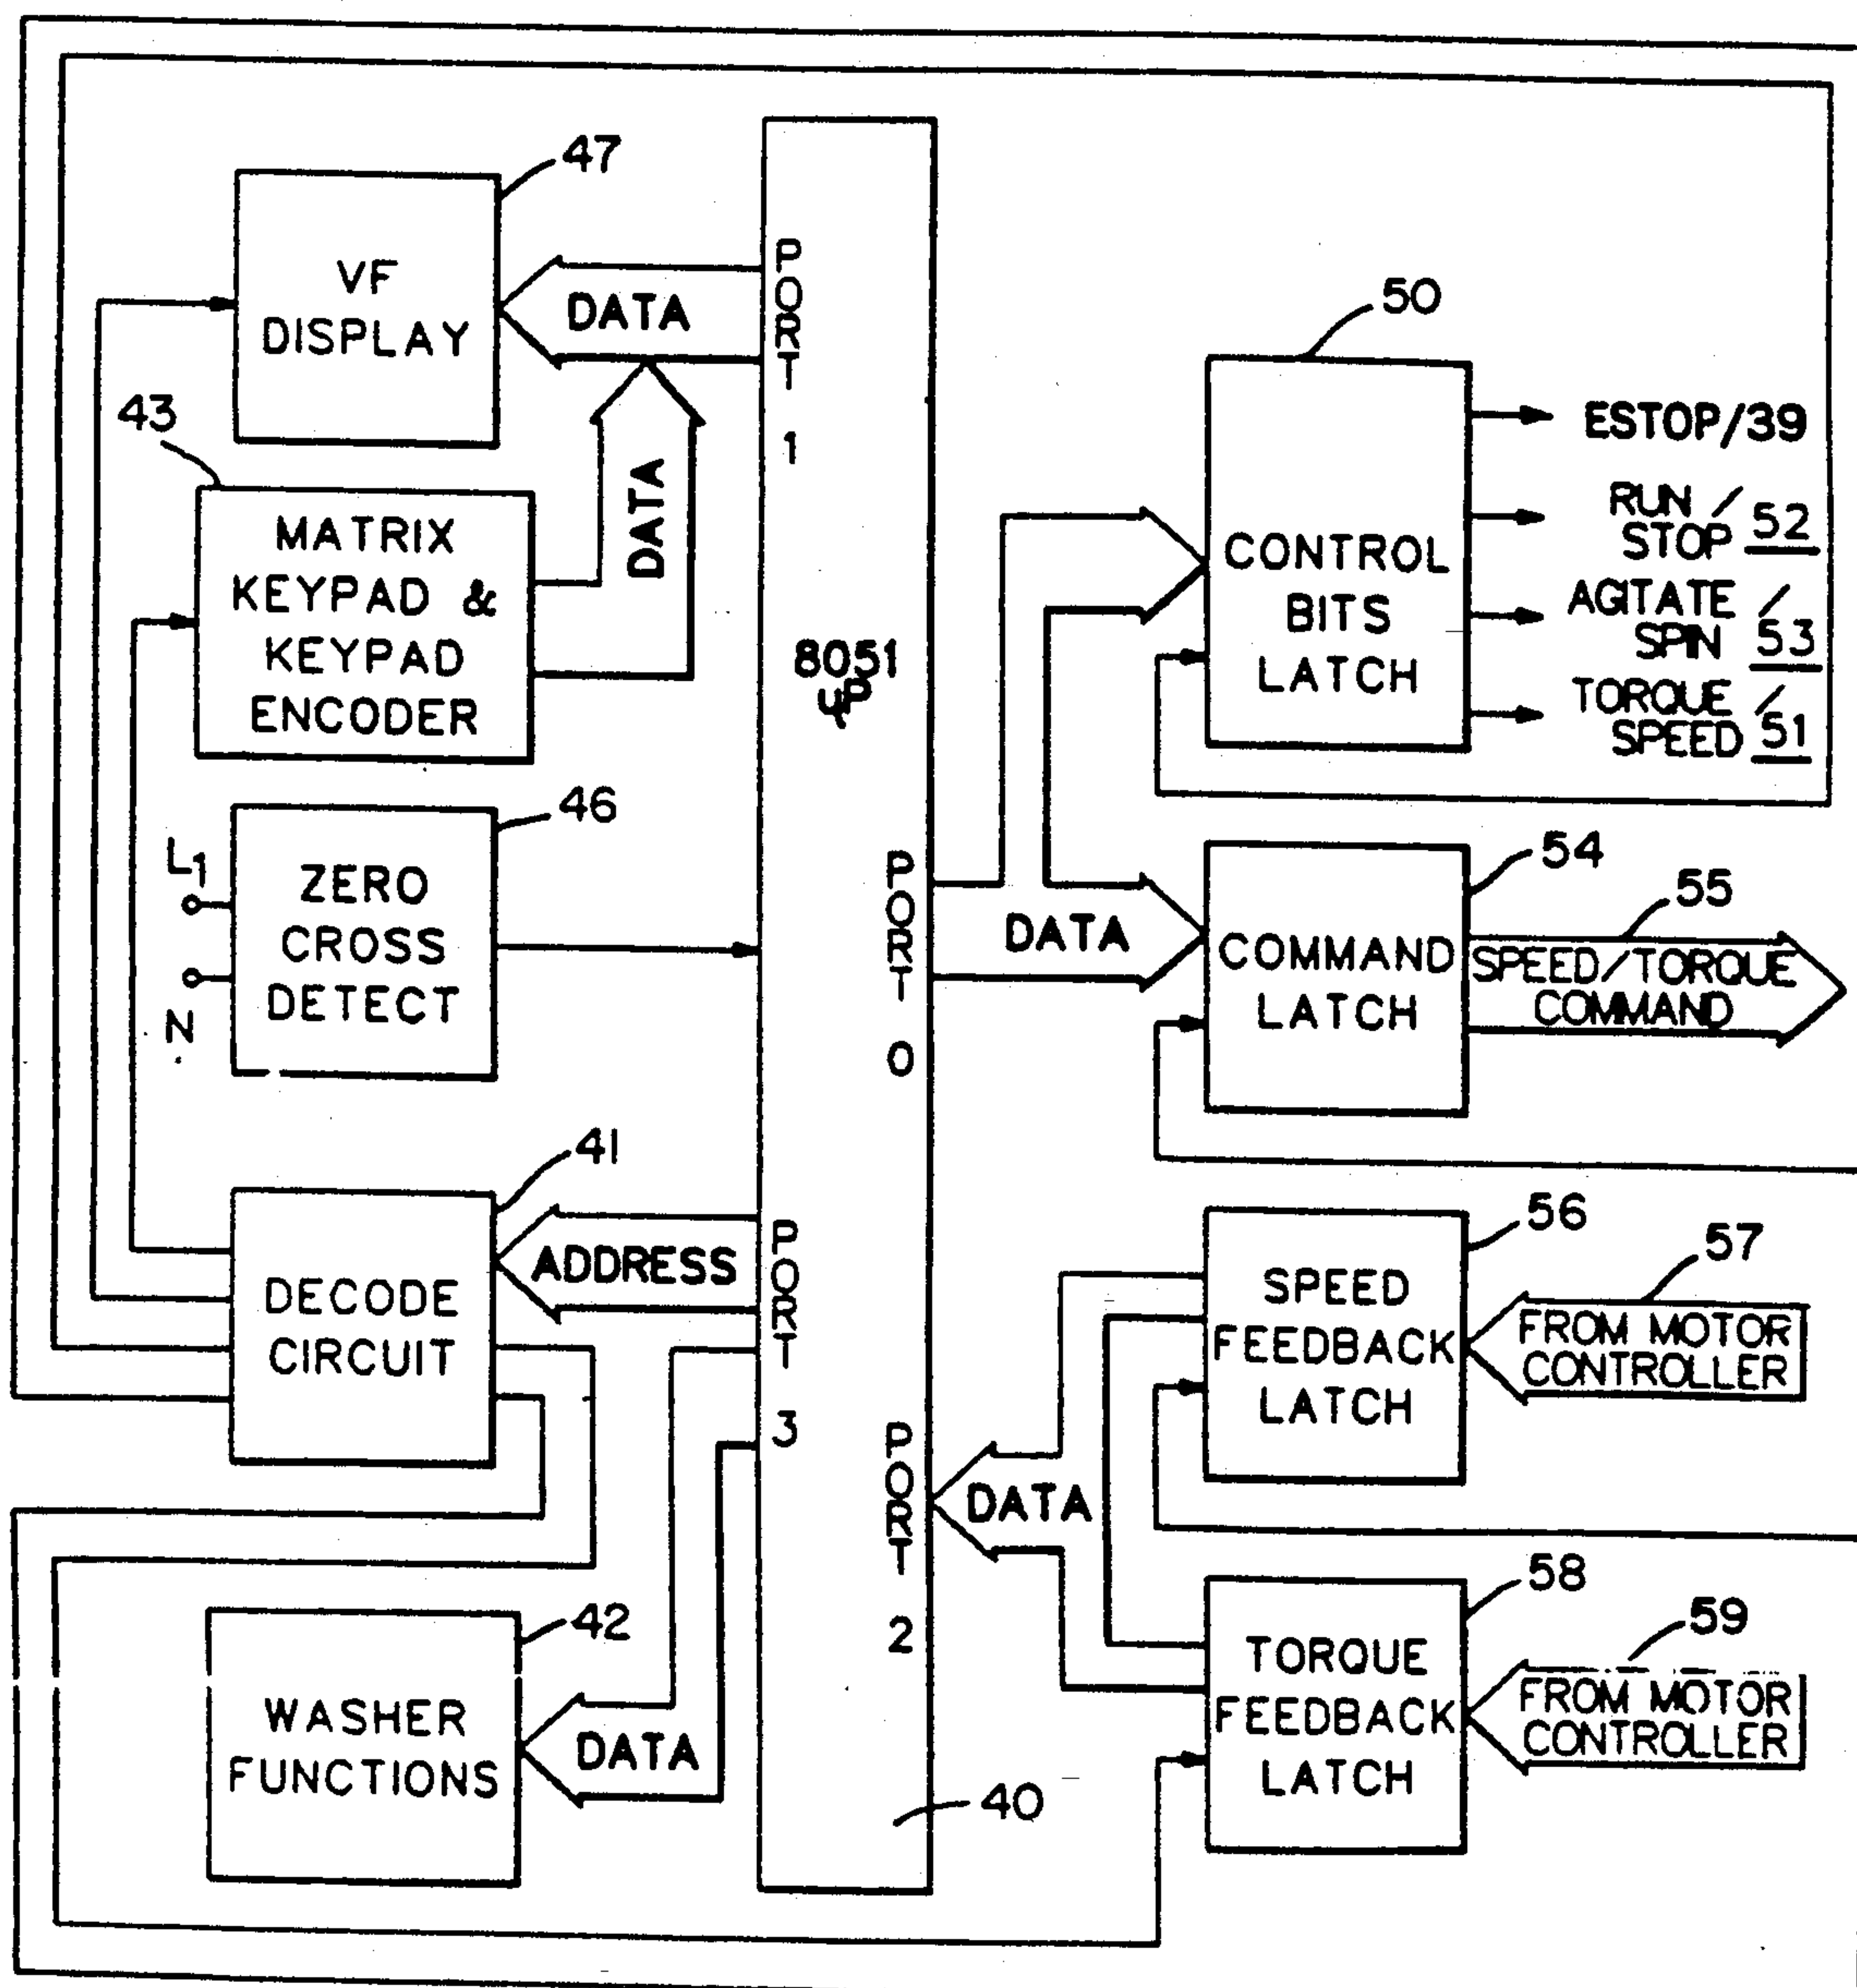 47
VF
DISPLAY
DATA
PORT 1
43
MATRIX
KEYPAD &
KEYPAD
ENCODER
DATA
8051
µP
50
CONTROL
BITS
LATCH
ESTOP/39
RUN /
STOP 52
AGITATE /
SPIN 53
TORQUE /
SPEED 51
46
L1
N
ZERO
CROSS
DETECT
PORT 0
DATA
54
COMMAND
LATCH
55
SPEED/TORQUE
COMMAND
41
DECODE
CIRCUIT
ADDRESS
PORT 3
56
SPEED
FEEDBACK
LATCH
57
FROM MOTOR
CONTROLLER
PORT 2
DATA
42
WASHER
FUNCTIONS
DATA
40
58
TORQUE
FEEDBACK
LATCH
59
FROM MOTOR
CONTROLLER